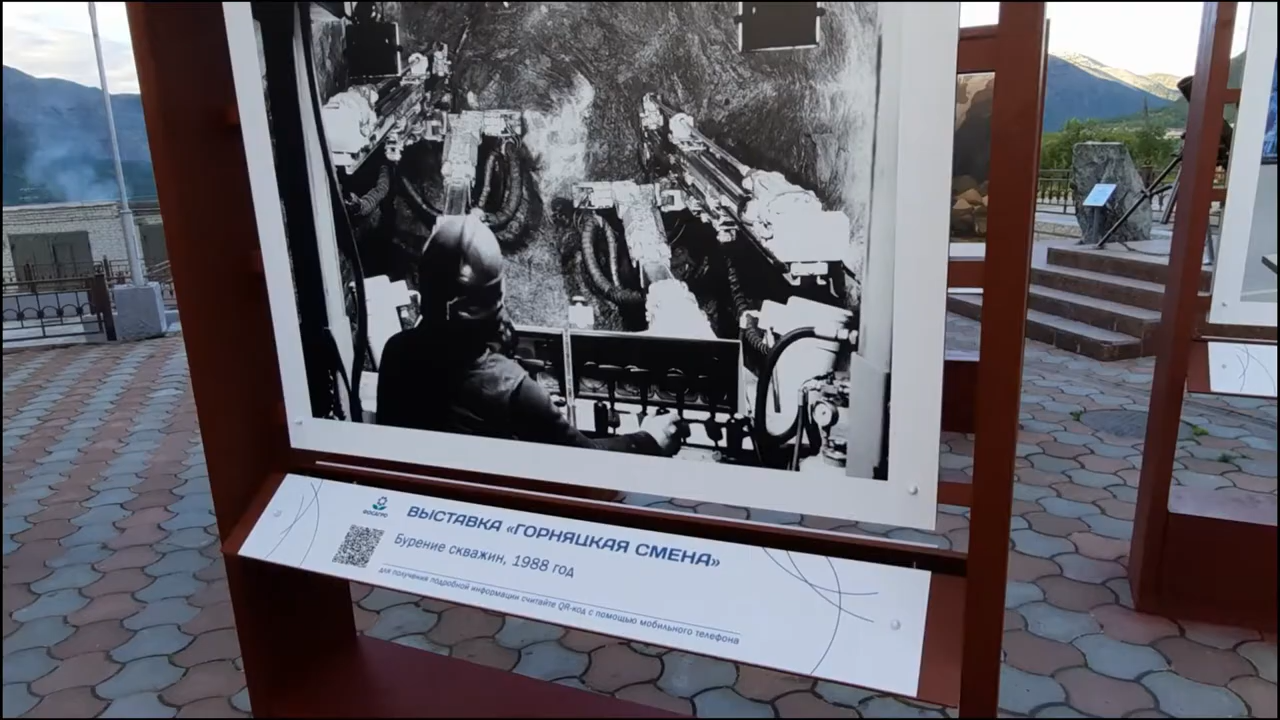 ФОСАГРО
ВЫСТАВКА «ГОРНЯЦКАЯ СМЕНА»
Бурение скважин, 1988 год
для получения подробной информации считайте QR-код с помощью мобильного телефона